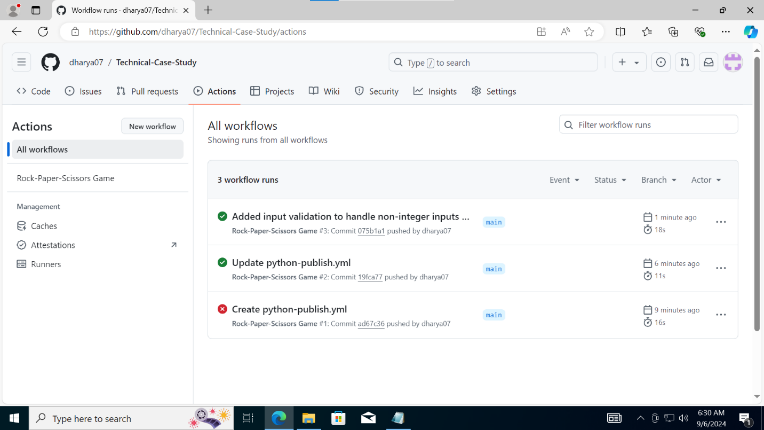 Workflow runs - dharya07/Technic
https://github.com/dharya07/Technical-Case-Study/actions
dharya07 / Technical-Case-Study
Type / to search
Code
Issues
Pull requests
Actions
Projects
Wiki
Security
Insights
Settings
Actions
New workflow
All workflows
Rock-Paper-Scissors Game
Management
Caches
Attestations
Runners
All workflows
Showing runs from all workflows
Filter workflow runs
3 workflow runs
Event
Status
Branch
Actor
Added input validation to handle non-integer inputs ...
Rock-Paper-Scissors Game #3: Commit 075b1a1 pushed by dharya07
main
1 minute ago
18s
Update python-publish.yml
Rock-Paper-Scissors Game #2: Commit 19fca77 pushed by dharya07
main
6 minutes ago
11s
Create python-publish.yml
Rock-Paper-Scissors Game #1: Commit ad67c36 pushed by dharya07
main
9 minutes ago
16s
Type here to search
6:30 AM
9/6/2024
1